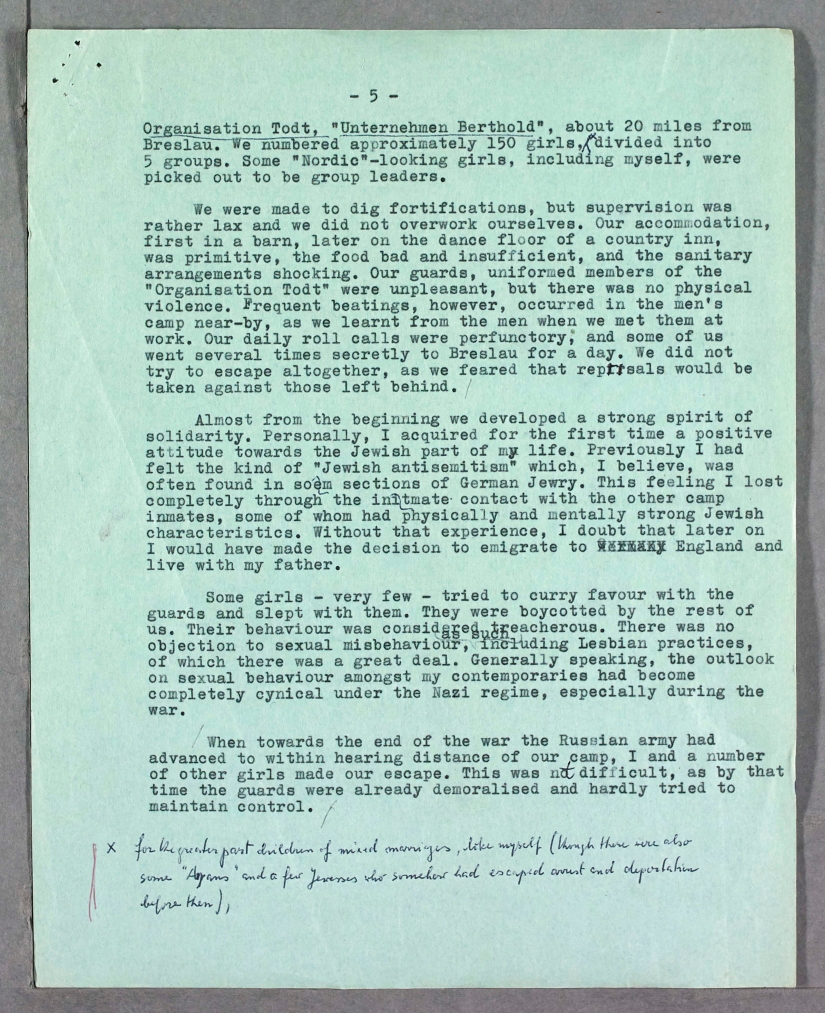 - 5 -
Organisation Todt, "Unternehmen Berthold", about 20 miles from
Breslau. We numbered approximately 150 girls,x divided into
5 groups. Some "Nordic"-looking girls, including myself, were
picked out to be group leaders.
We were made to dig fortifications, but supervision was
rather lax and we did not overwork ourselves. Our accommodation,
first in a barn, later on the dance floor of a country inn,
was primitive, the food bad and insufficient, and the sanitary
arrangements shocking. Our guards, uniformed members of the
"Organisation Todt" were unpleasant, but there was no physical
violence. Frequent beatings, however, occurred in the men's
camp near-by, as we learnt from the men when we met them at
work. Our daily roll calls were perfunctory, and some of us
went several times secretly to Breslau for a day. We did not
try to escape altogether, as we feared that reprisals would be
taken against those left behind. /
Almost from the beginning we developed a strong spirit of
solidarity. Personally, I acquired for the first time a positive
attitude towards the Jewish part of my life. Previously I had
felt the kind of "Jewish antisemitism" which, I believe, was
often found in soem sections of German Jewry. This feeling I lost
completely through the initmate contact with the other camp
inmates, some of whom had physically and mentally strong Jewish
characteristics. Without that experience, I doubt that later on
I would have made the decision to emigrate to England and
live with my father.
Some girls - very few - tried to curry favour with the
guards and slept with them. They were boycotted by the rest of
us. Their behaviour was considered treacherous. There was no
as such
objection to sexual misbehaviour, including Lesbian practices,
of which there was a great deal. Generally speaking, the outlook
on sexual behaviour amongst my contemporaries had become
completely cynical under the Nazi regime, especially during the
war.
/ When towards the end of the war the Russian army had
advanced to within hearing distance of our camp, I and a number
of other girls made our escape. This was not difficult, as by that
time the guards were already demoralised and hardly tried to
maintain control. /
x for the greater part children of mixed marriages, like myself (though there were also
some "Aryans" and a few Jewesses who somehow had escaped arrest and deportation
before then),